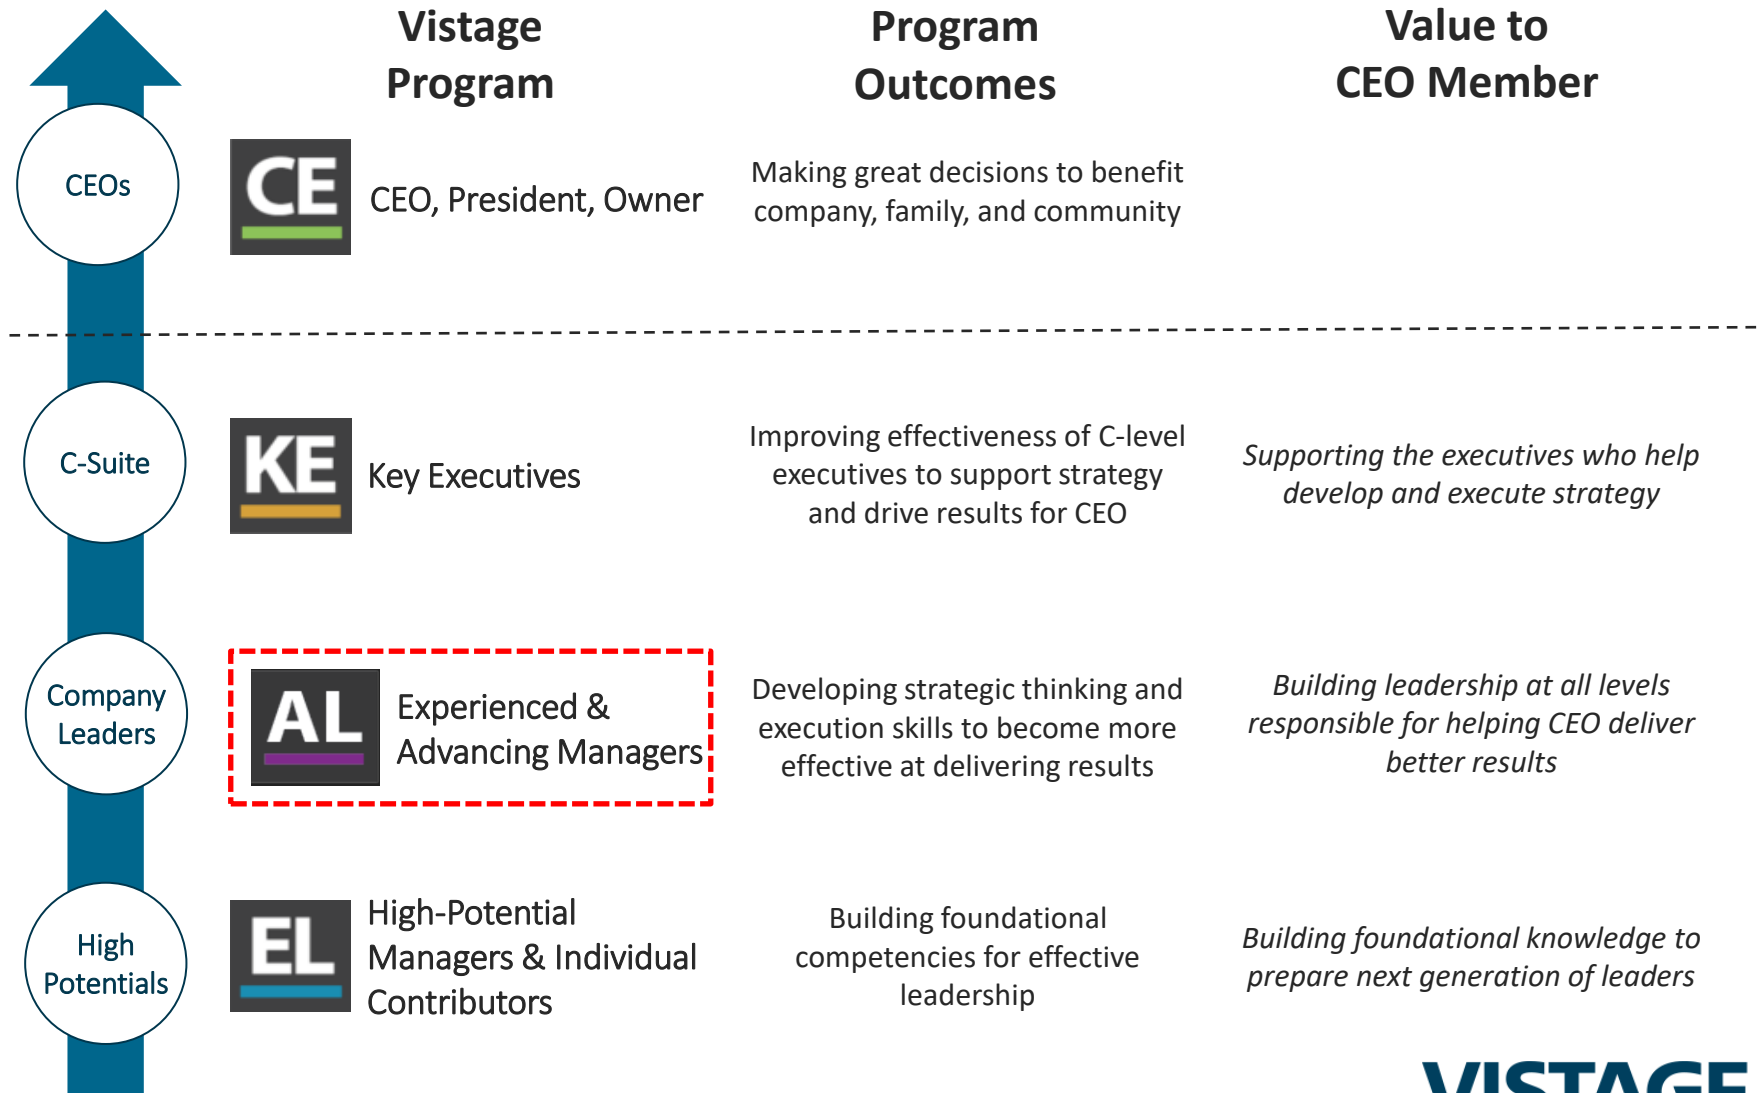 Vistage
Program
Program
Outcomes
Value to
CEO Member
CEOs
CE
CEO, President, Owner
Making great decisions to benefit
company, family, and community
C-Suite
KE
Key Executives
Improving effectiveness of C-level
executives to support strategy
and drive results for CEO
Supporting the executives who help
develop and execute strategy
Company
Leaders
AL
Experienced &
Advancing Managers
Developing strategic thinking and
execution skills to become more
effective at delivering results
Building leadership at all levels
responsible for helping CEO deliver
better results
High
Potentials
EL
High-Potential
Managers & Individual
Contributors
Building foundational
competencies for effective
leadership
Building foundational knowledge to
prepare next generation of leaders
VISTAGE